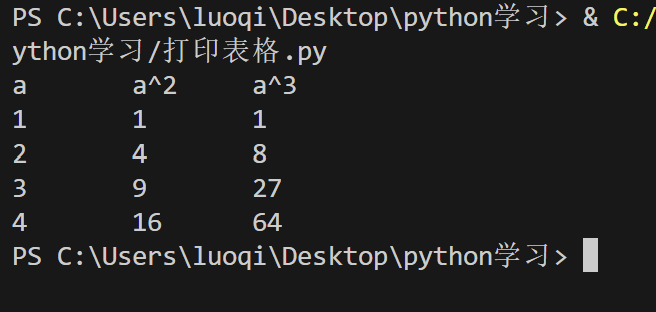 PS C:\Users\luoqi\Desktop\python学习> & C:/
ython学习/打印表格.py
a a^2 a^3
1 1 1
2 4 8
3 9 27
4 16 64
PS C:\Users\luoqi\Desktop\python学习>